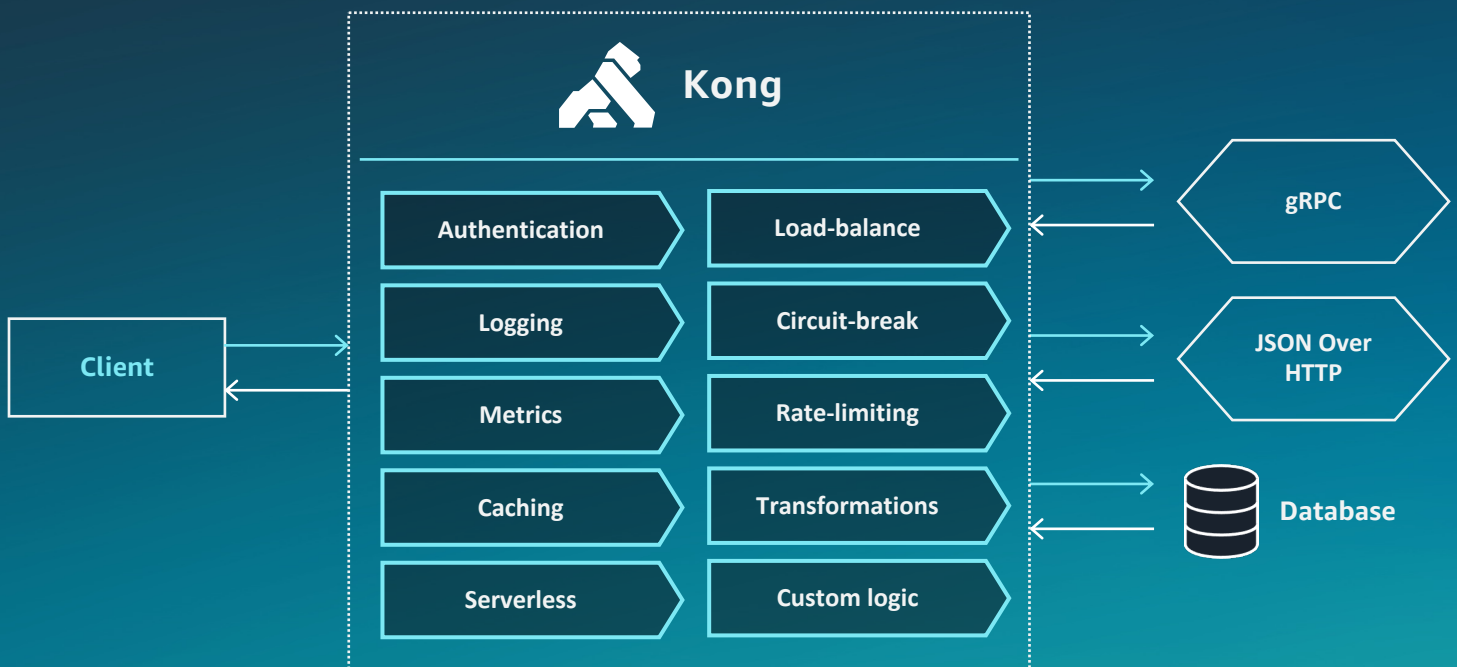 Kong
Client
Authentication
Logging
Metrics
Caching
Serverless
Load-balance
Circuit-break
Rate-limiting
Transformations
Custom logic
gRPC
JSON Over
HTTP
Database